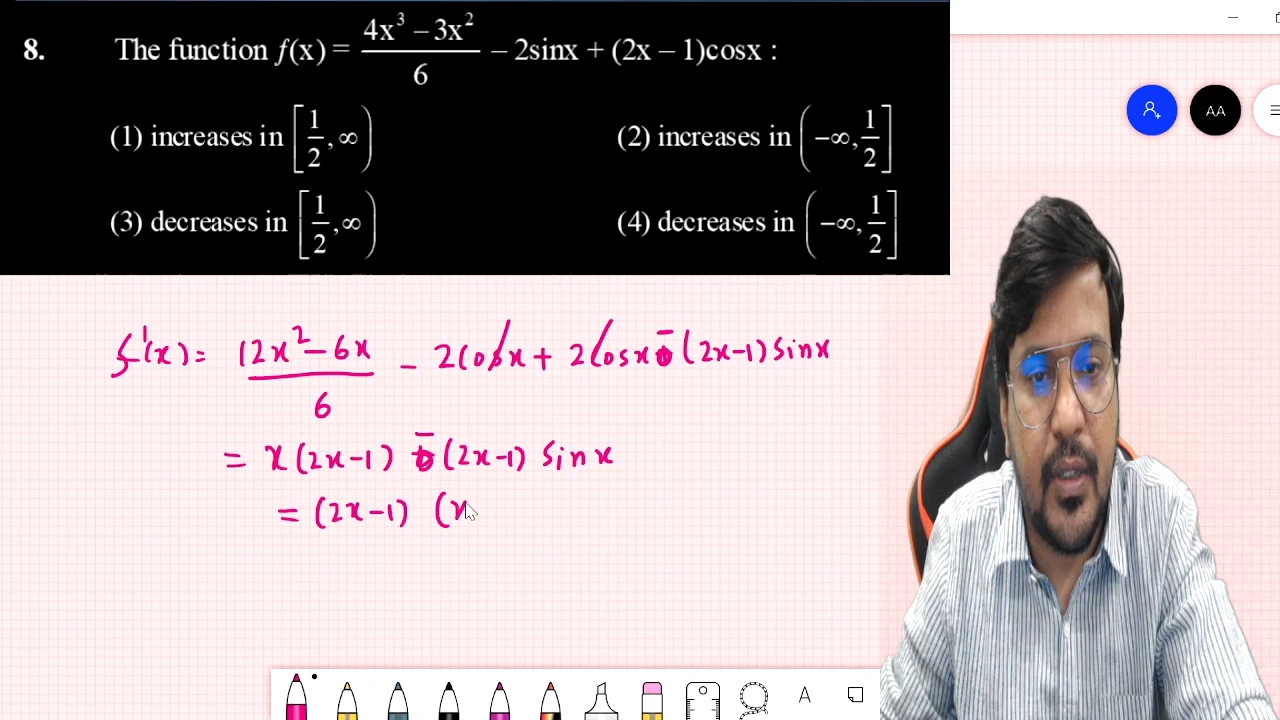 8. The function f(x) = (4x³ – 3x²)/6 – 2sinx + (2x – 1)cosx :
(1) increases in [1/2, ∞)
(2) increases in (–∞, 1/2]
(3) decreases in [1/2, ∞)
(4) decreases in (–∞, 1/2]
f'(x) = (12x² – 6x)/6 – 2cosx + 2cosx – (2x–1) sinx
= x(2x–1) – (2x–1) sinx
= (2x–1) (x
AA
A